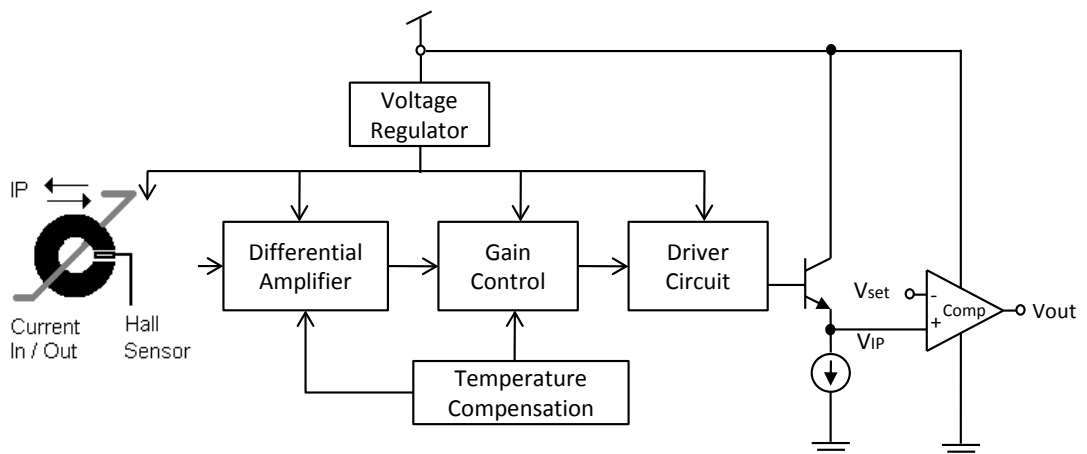 Voltage
Regulator
IP
Differential
Amplifier
Gain
Control
Driver
Circuit
Vset
-
Comp
+
Vout
VIP
Current
In / Out
Hall
Sensor
Temperature
Compensation